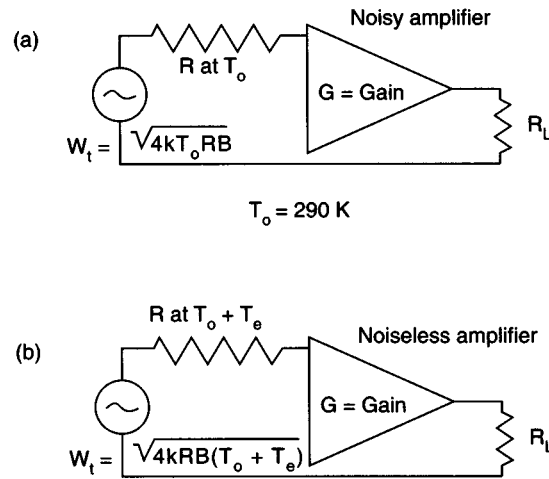 (a)
Noisy amplifier
R at T₀
G = Gain
R_L
W_t = √4kT₀RB
T₀ = 290 K
(b)
R at T₀ + T_e
Noiseless amplifier
G = Gain
R_L
W_t = √4kRB(T₀ + T_e)